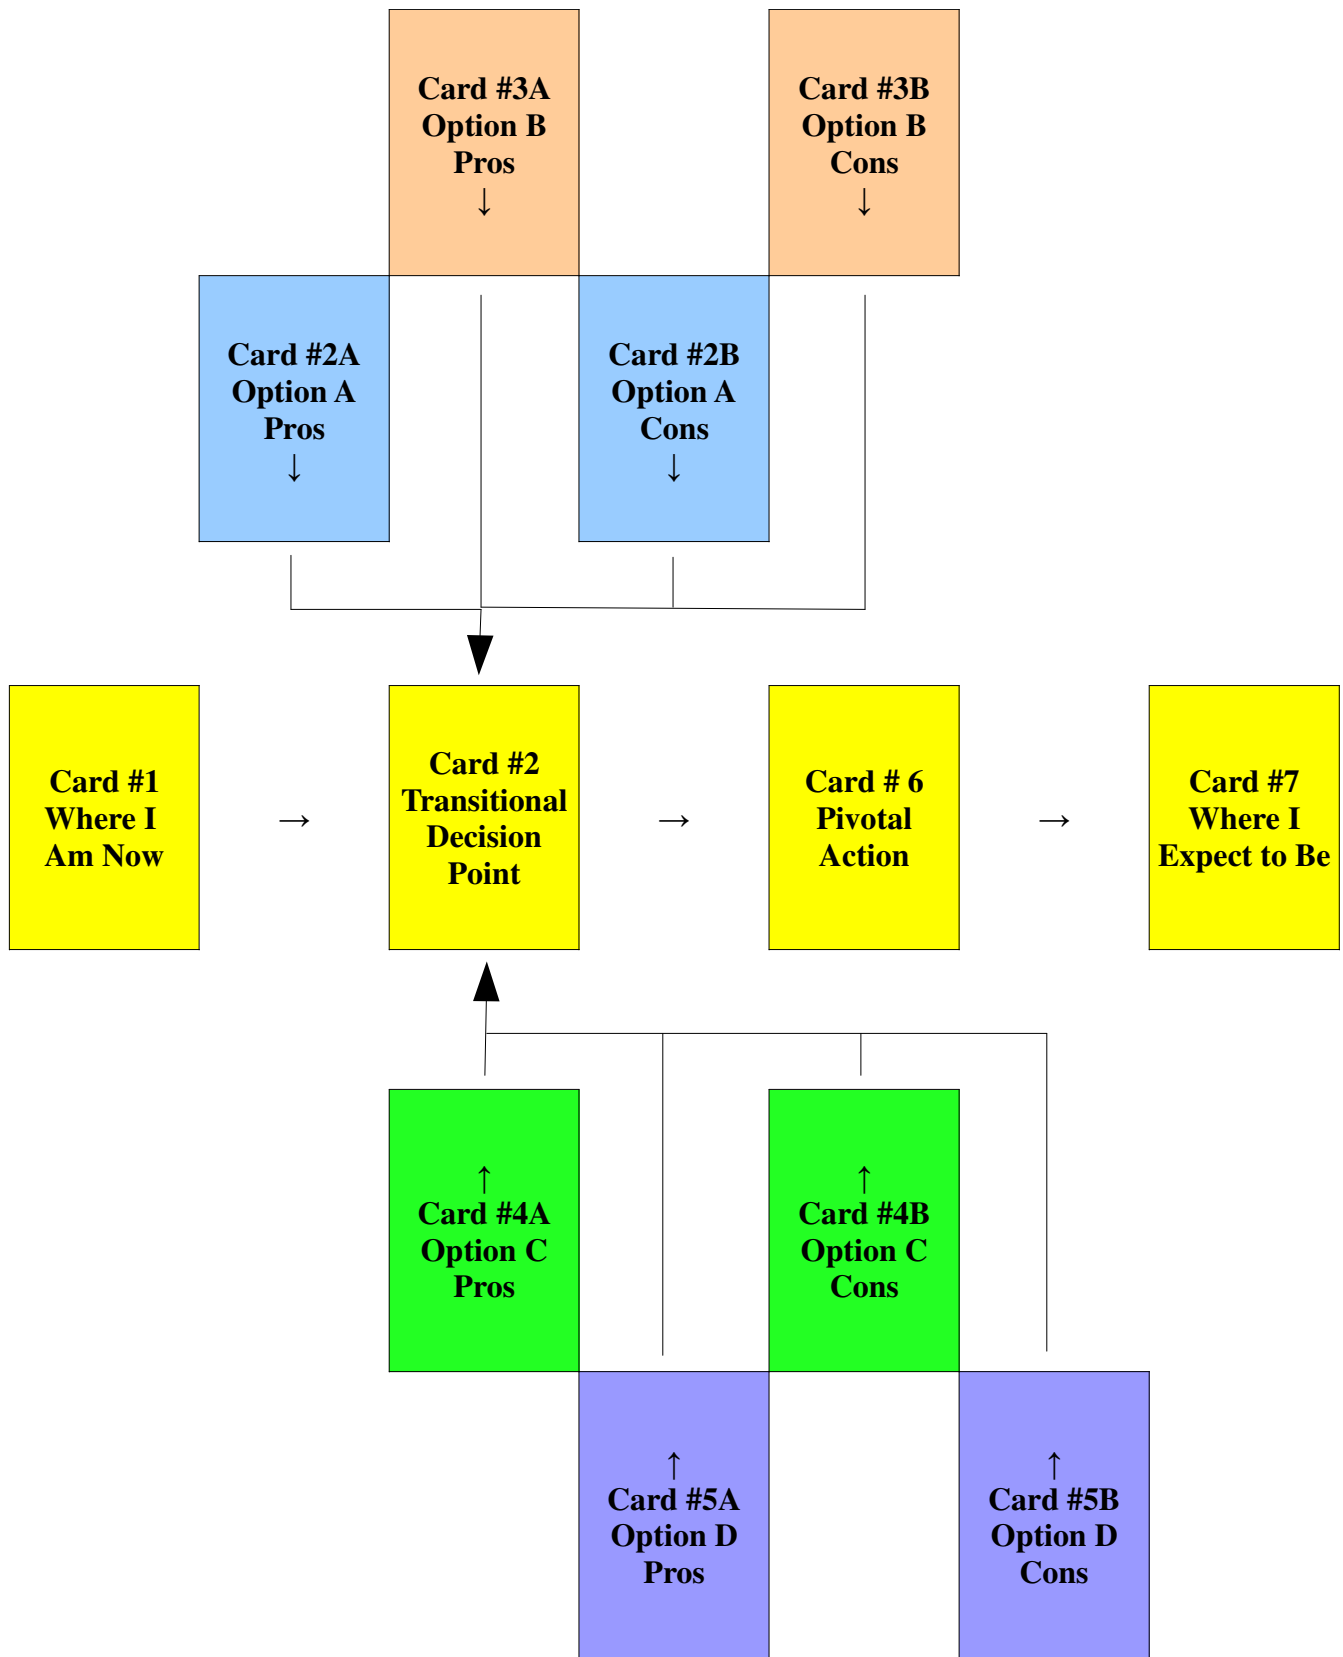 Card #3A
Option B
Pros
↓
Card #3B
Option B
Cons
↓
Card #2A
Option A
Pros
↓
Card #2B
Option A
Cons
↓
Card #1
Where I
Am Now
→
Card #2
Transitional
Decision
Point
→
Card # 6
Pivotal
Action
→
Card #7
Where I
Expect to Be
↑
Card #4A
Option C
Pros
↑
Card #4B
Option C
Cons
↑
Card #5A
Option D
Pros
↑
Card #5B
Option D
Cons